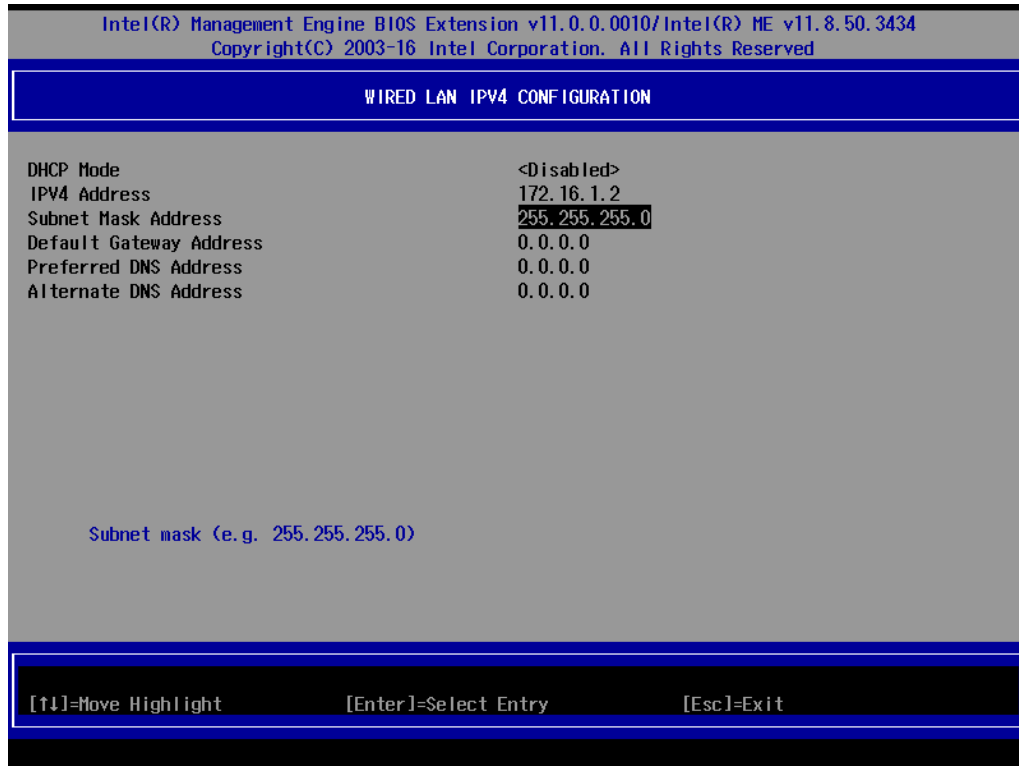 Intel(R) Management Engine BIOS Extension v11.0.0.0010/Intel(R) ME v11.8.50.3434
Copyright(C) 2003-16 Intel Corporation. All Rights Reserved
WIRED LAN IPV4 CONFIGURATION
DHCP Mode <Disabled>
IPV4 Address 172.16.1.2
Subnet Mask Address 255.255.255.0
Default Gateway Address 0.0.0.0
Preferred DNS Address 0.0.0.0
Alternate DNS Address 0.0.0.0
Subnet mask (e.g. 255.255.255.0)
[↑↓]=Move Highlight [Enter]=Select Entry [Esc]=Exit